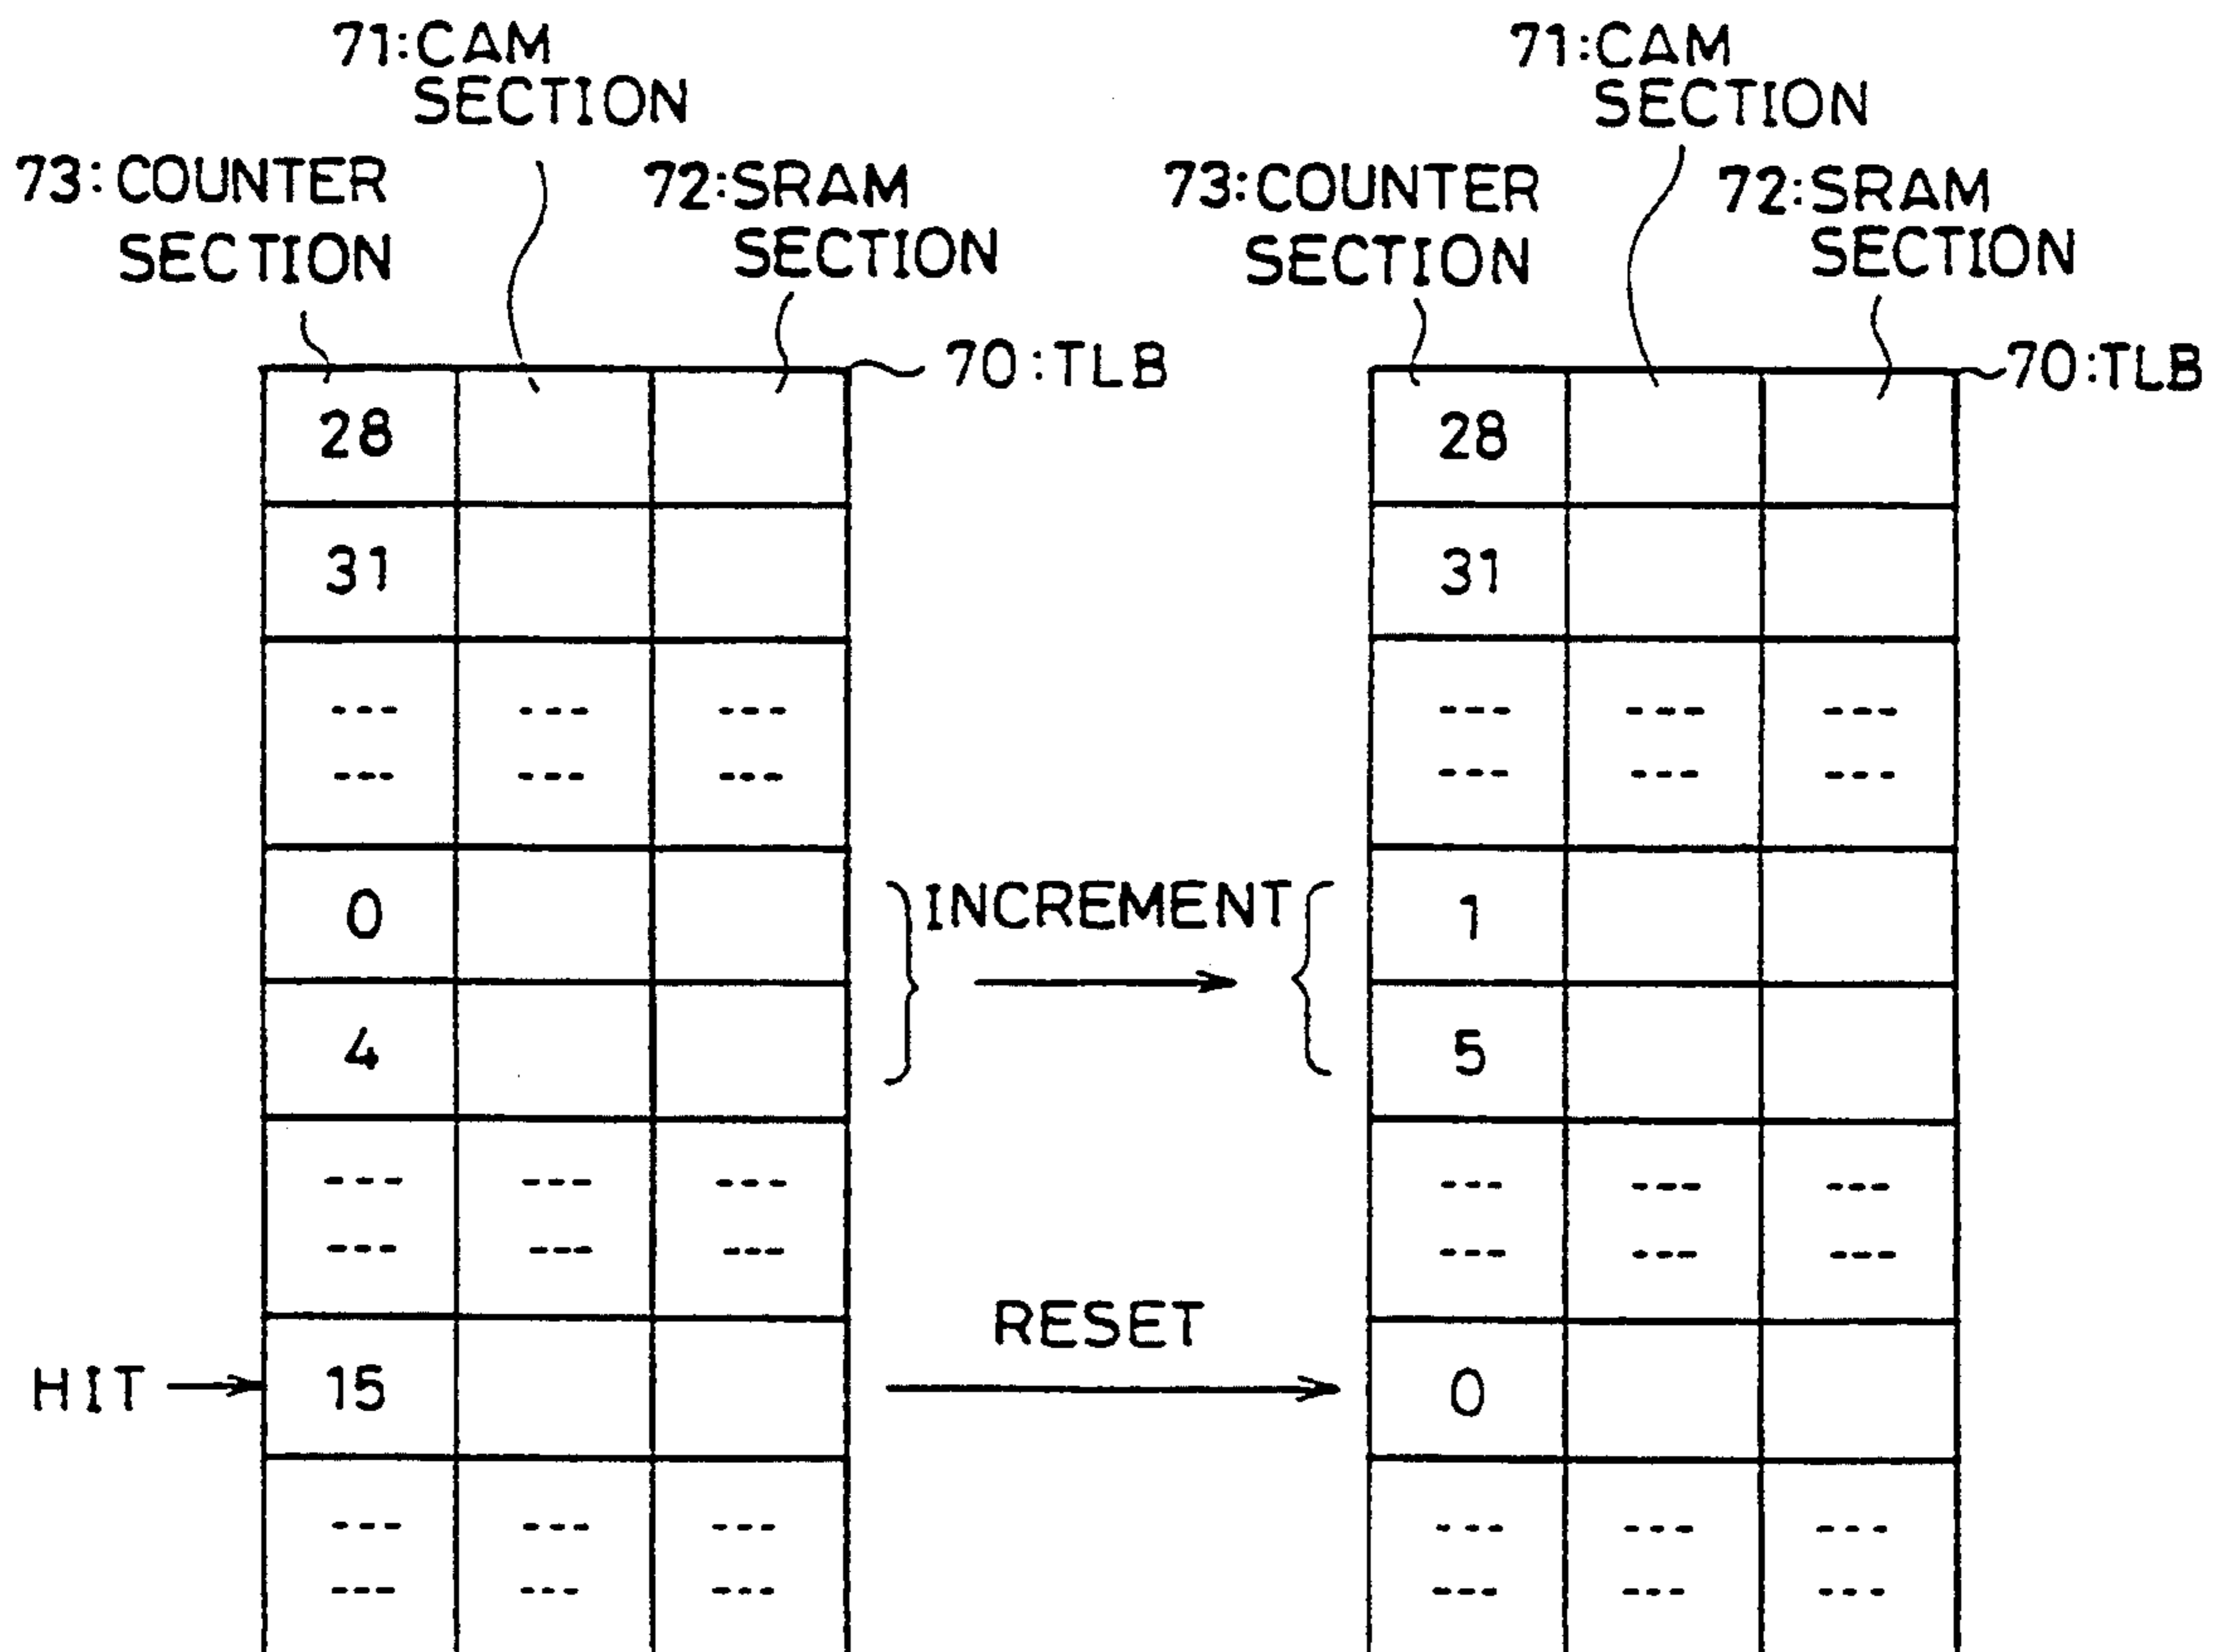 71:CAM
SECTION
73:COUNTER
SECTION
72:SRAM
SECTION
70:TLB
28
31
--- --- ---
--- --- ---
0
4
--- --- ---
--- --- ---
HIT
15
--- --- ---
--- --- ---
INCREMENT
RESET
71:CAM
SECTION
73:COUNTER
SECTION
72:SRAM
SECTION
70:TLB
28
31
--- --- ---
--- --- ---
1
5
--- --- ---
--- --- ---
0
--- --- ---
--- --- ---